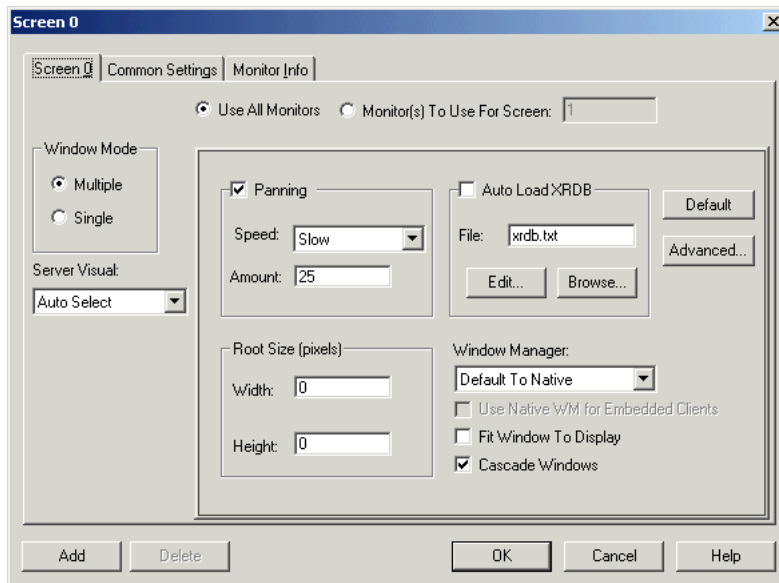 Screen 0
Screen 0 Common Settings Monitor Info
Use All Monitors Monitor(s) To Use For Screen: 1
Window Mode
Multiple
Single
Server Visual:
Auto Select
Panning
Speed: Slow
Amount: 25
Auto Load XRDB
File: xrdb.txt
Edit... Browse...
Default
Advanced...
Root Size (pixels)
Width: 0
Height: 0
Window Manager:
Default To Native
Use Native WM for Embedded Clients
Fit Window To Display
Cascade Windows
Add Delete OK Cancel Help